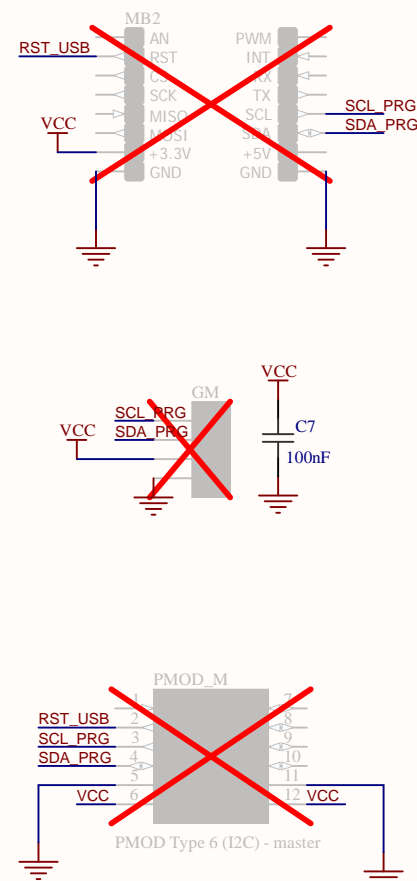 MB2
AN PWM
RST_USB RST INT
CS RX
SCK TX
MISO SCL SCL_PRG
VCC MOSI SDA SDA_PRG
+3.3V +5V
GND GND
GM
VCC
SCL_PRG
VCC SDA_PRG
C7
100nF
PMOD_M
1 7
RST_USB 2 8
SCL_PRG 3 9
SDA_PRG 4 10
5 11
VCC 6 12 VCC
PMOD Type 6 (I2C) - master